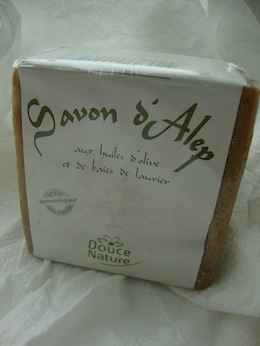 Savon d'Alep
aux huiles d'olive
et de baies de laurier
Douce
Nature